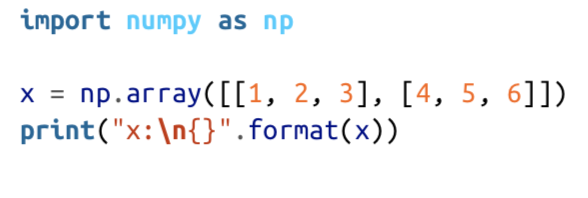 import numpy as np
x = np.array([[1, 2, 3], [4, 5, 6]])
print("x:\n{}".format(x))